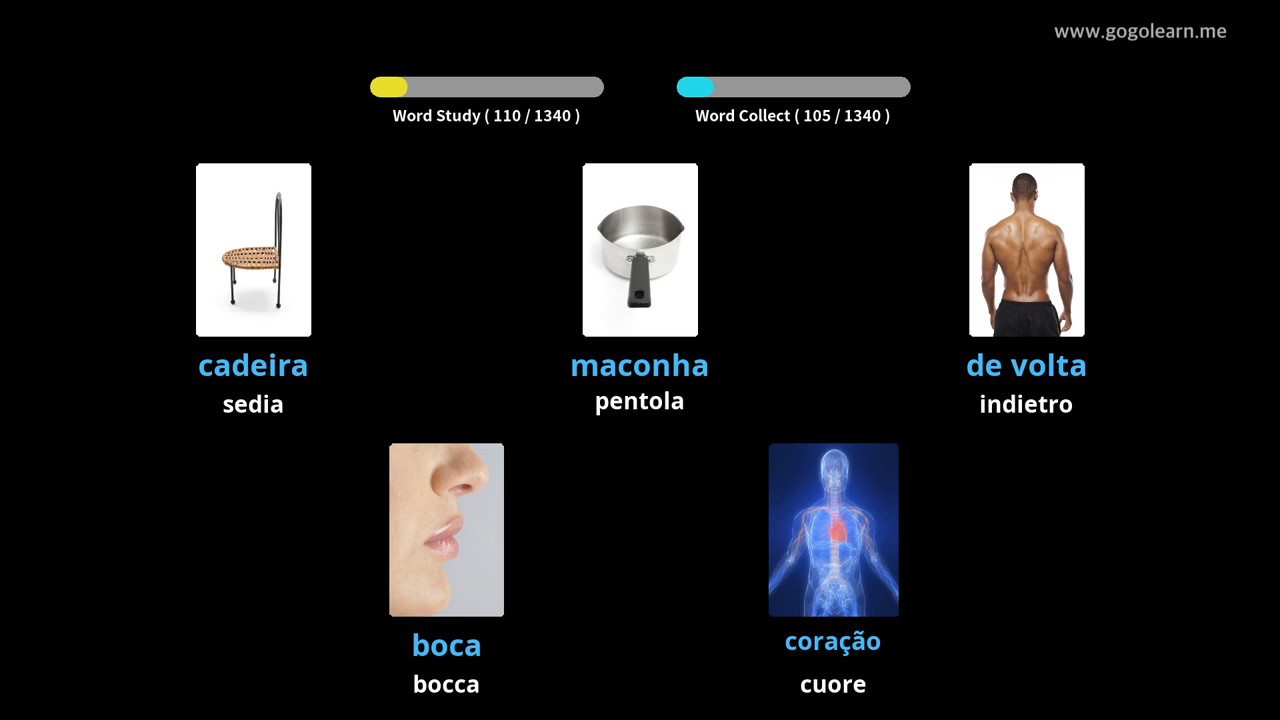 www.gogolearn.me
Word Study ( 110 / 1340 )
Word Collect ( 105 / 1340 )
cadeira
sedia
maconha
pentola
de volta
indietro
boca
bocca
coração
cuore